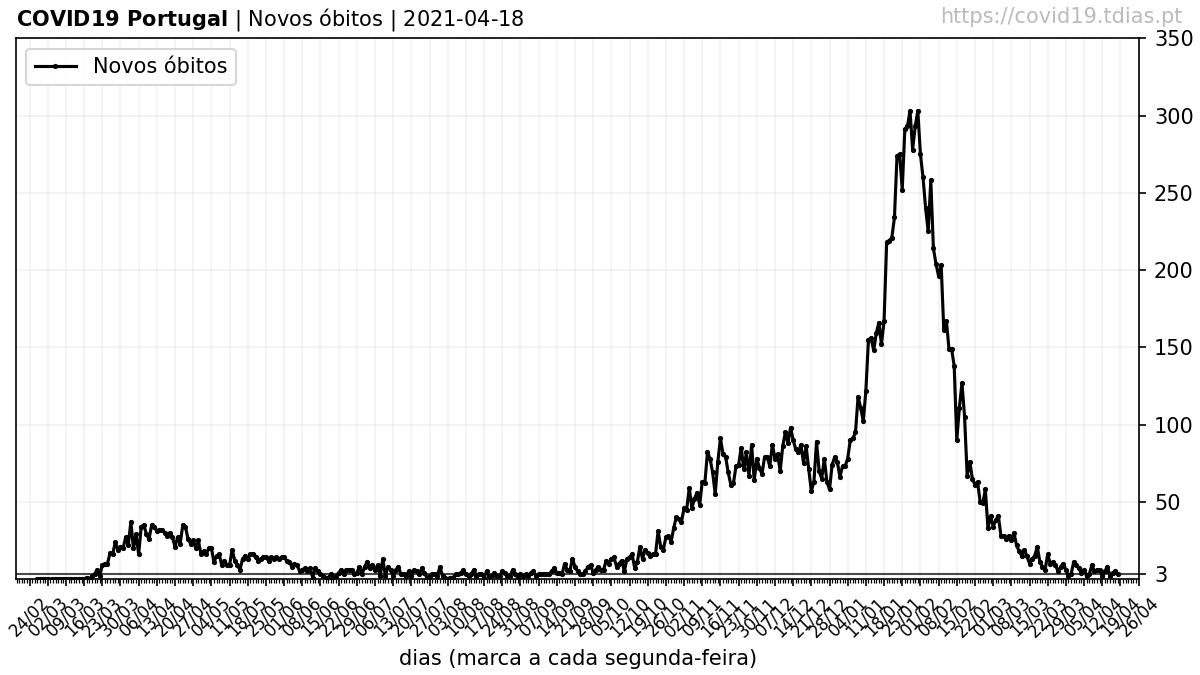 COVID19 Portugal | Novos óbitos | 2021-04-18
https://covid19.tdias.pt
Novos óbitos
350
300
250
200
150
100
50
3
24/02 02/03 09/03 16/03 23/03 30/03 06/04 13/04 20/04 27/04 04/05 11/05 18/05 25/05 01/06 08/06 15/06 22/06 29/06 06/07 13/07 20/07 27/07 03/08 10/08 17/08 24/08 31/08 07/09 14/09 21/09 28/09 05/10 12/10 19/10 26/10 02/11 09/11 16/11 23/11 30/11 07/12 14/12 21/12 28/12 04/01 11/01 18/01 25/01 01/02 08/02 15/02 22/02 01/03 08/03 15/03 22/03 29/03 05/04 12/04 19/04 26/04
dias (marca a cada segunda-feira)